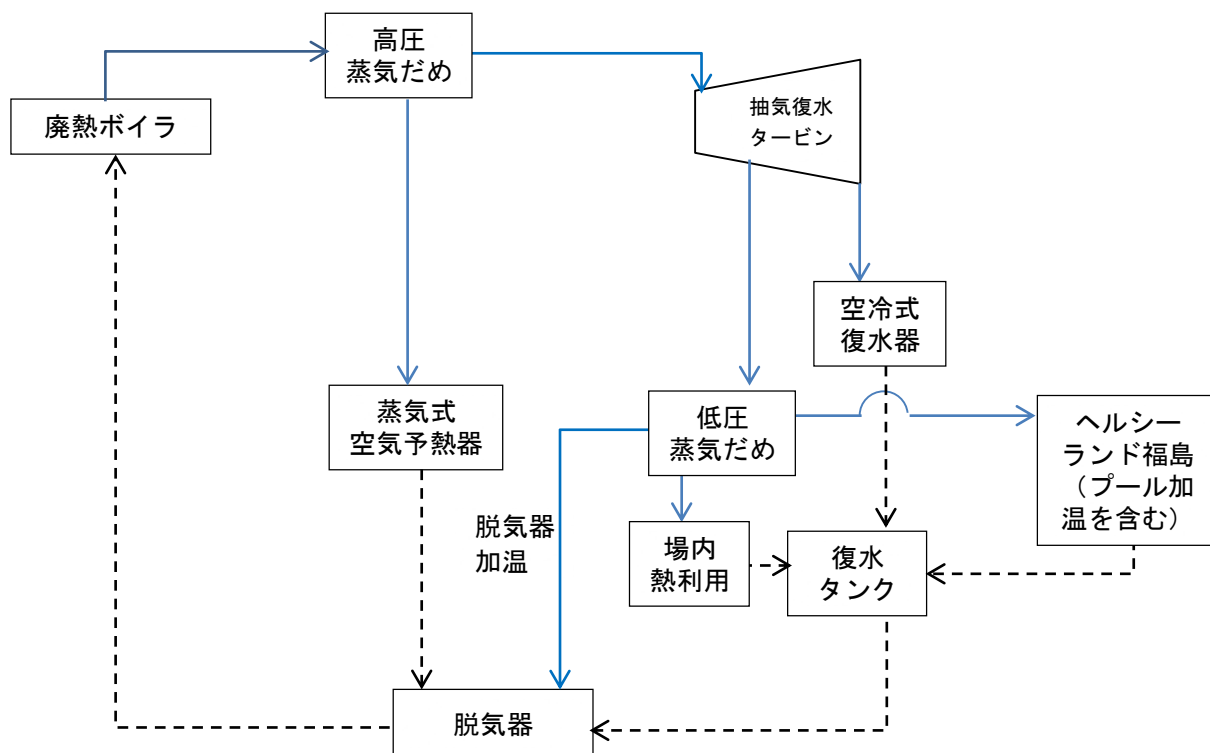 高圧
蒸気だめ
抽気復水
タービン
廃熱ボイラ
空冷式
復水器
蒸気式
空気予熱器
低圧
蒸気だめ
ヘルシー
ランド福島
（プール加
温を含む）
脱気器
加温
場内
熱利用
復水
タンク
脱気器